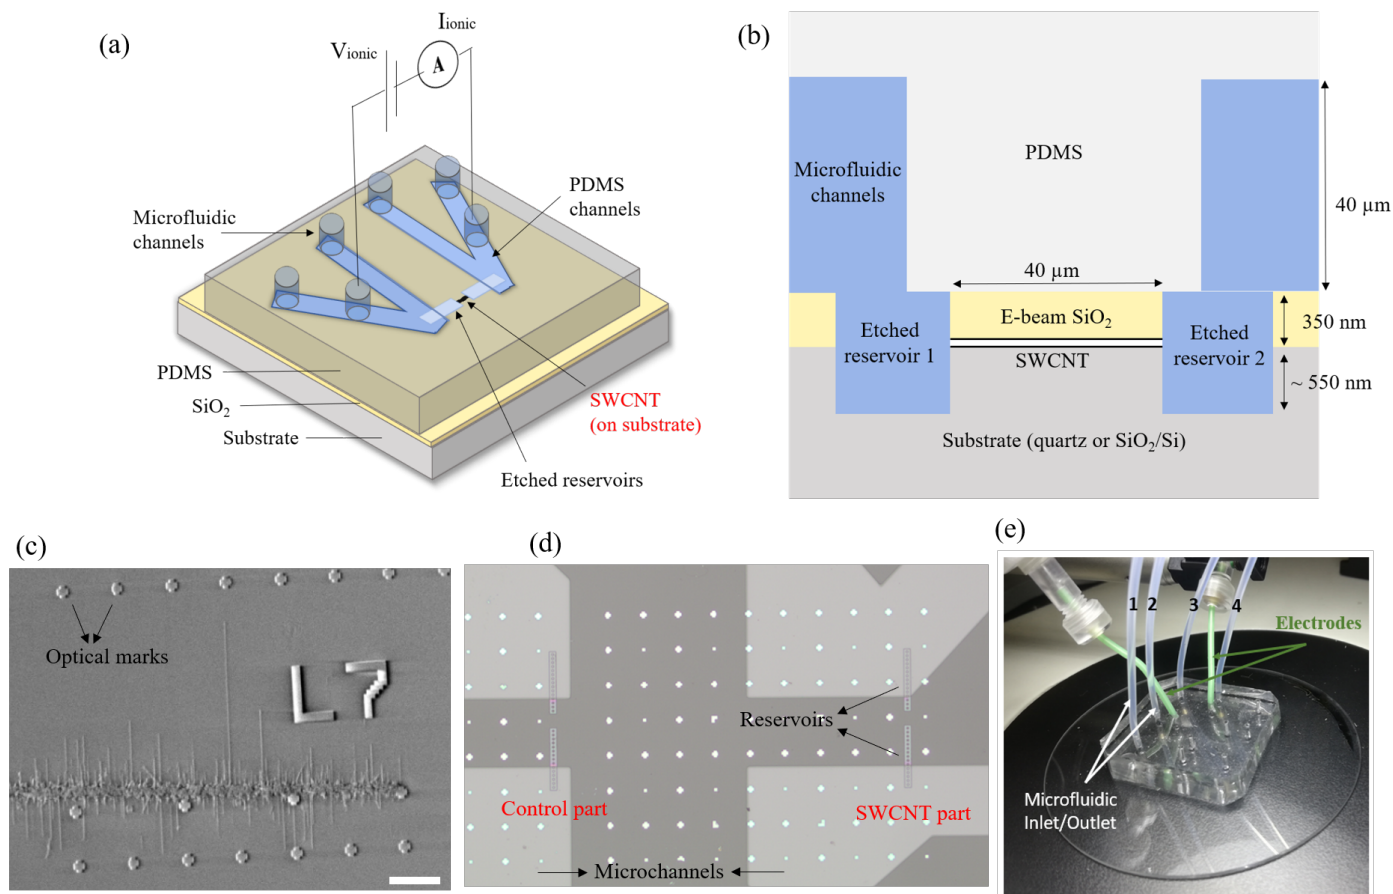 (a)
Iionic
Vionic
A
PDMS
channels
Microfluidic
channels
PDMS
SiO2
Substrate
SWCNT
(on substrate)
Etched reservoirs
(b)
PDMS
Microfluidic
channels
40 µm
40 µm
E-beam SiO2
350 nm
Etched
reservoir 1
Etched
reservoir 2
SWCNT
~ 550 nm
Substrate (quartz or SiO2/Si)
(c)
Optical marks
L7
(d)
Reservoirs
Control part
SWCNT part
Microchannels
(e)
1 2 3 4
Electrodes
Microfluidic
Inlet/Outlet